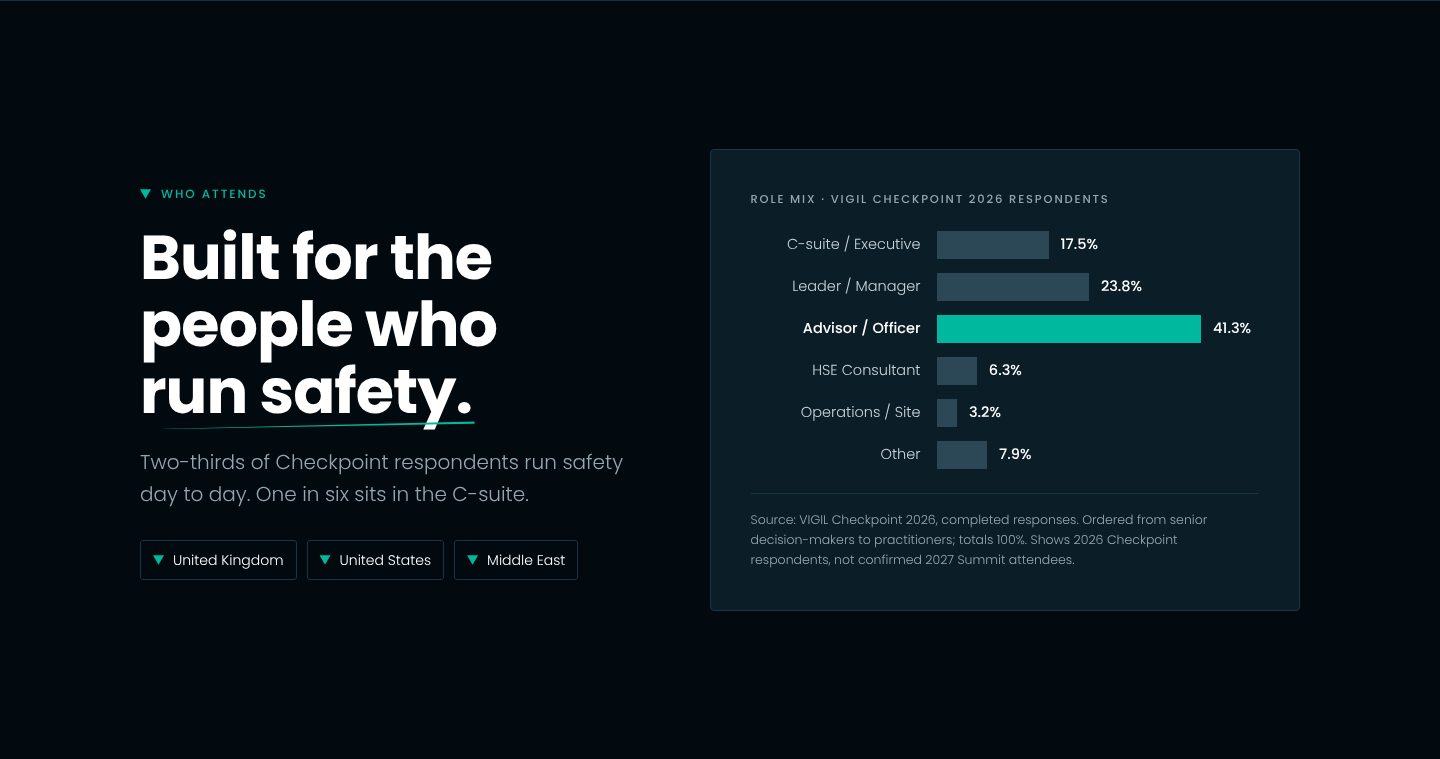 WHO ATTENDS
Built for the
people who
run safety.
Two-thirds of Checkpoint respondents run safety
day to day. One in six sits in the C-suite.
United Kingdom
United States
Middle East
ROLE MIX · VIGIL CHECKPOINT 2026 RESPONDENTS
C-suite / Executive 17.5%
Leader / Manager 23.8%
Advisor / Officer 41.3%
HSE Consultant 6.3%
Operations / Site 3.2%
Other 7.9%
Source: VIGIL Checkpoint 2026, completed responses. Ordered from senior
decision-makers to practitioners; totals 100%. Shows 2026 Checkpoint
respondents, not confirmed 2027 Summit attendees.